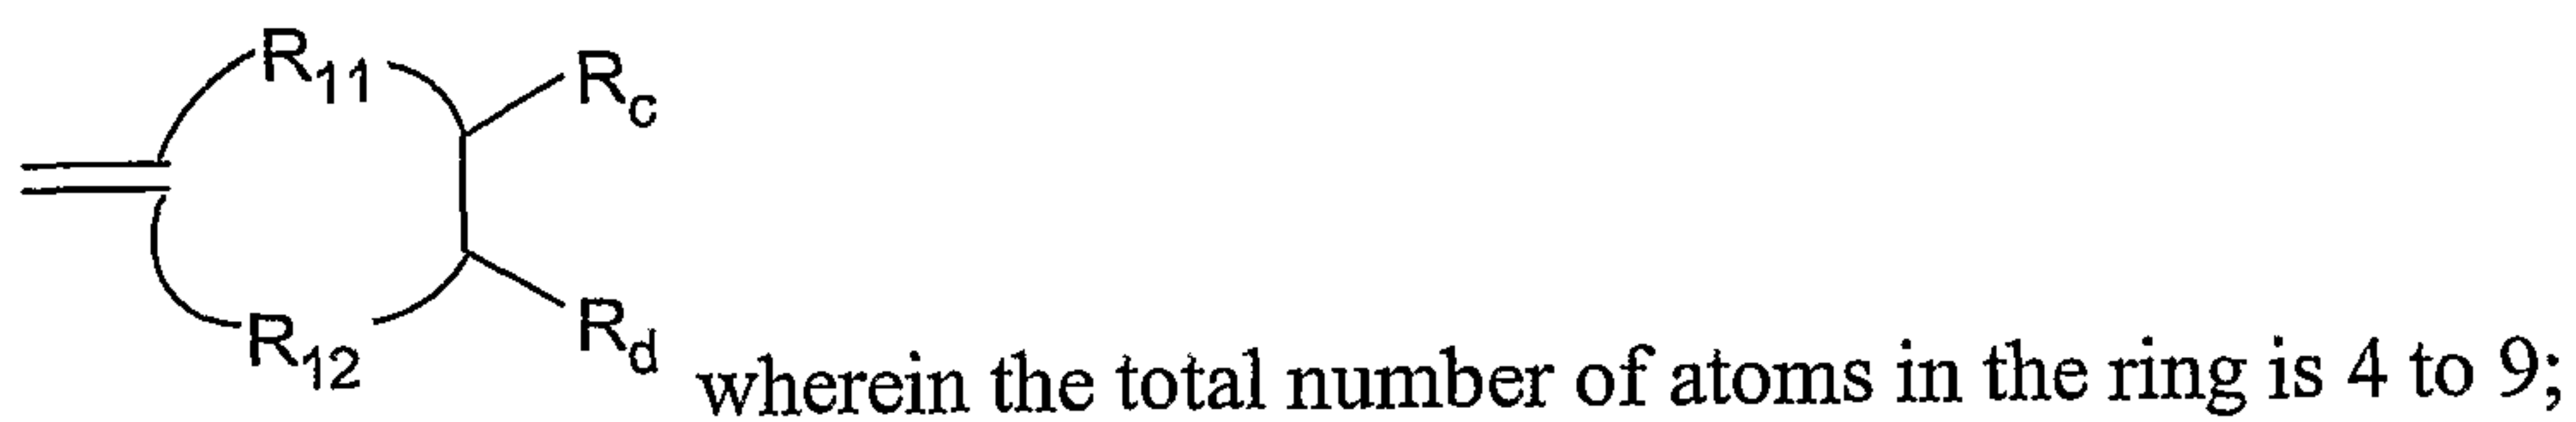 R11
Rc
R12
Rd
wherein the total number of atoms in the ring is 4 to 9;